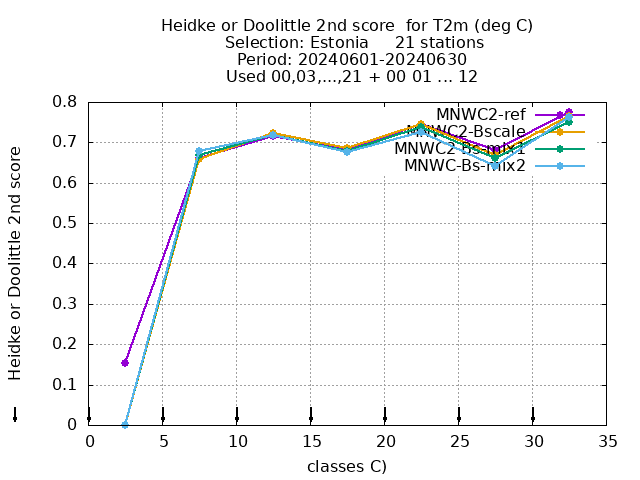 Heidke or Doolittle 2nd score  for T2m (deg C)
Selection: Estonia     21 stations
Period: 20240601-20240630
Used 00,03,...,21 + 00 01 ... 12
Heidke or Doolittle 2nd score
0.8
0.7
0.6
0.5
0.4
0.3
0.2
0.1
0
MNWC2-ref
MNWC2-Bscale
MNWC2-Bs-mix1
MNWC-Bs-mix2
0 5 10 15 20 25 30 35
classes C)